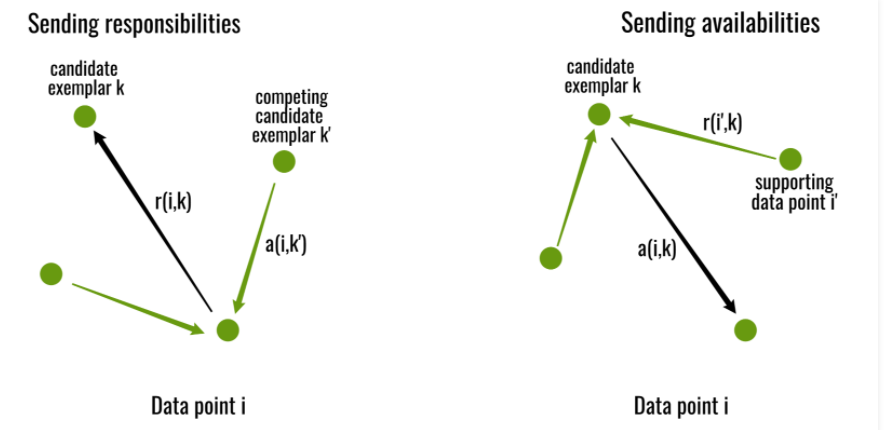 Sending responsibilities
candidate
exemplar k
competing
candidate
exemplar k'
r(i,k)
a(i,k')
Data point i
Sending availabilities
candidate
exemplar k
r(i',k)
supporting
data point i'
a(i,k)
Data point i